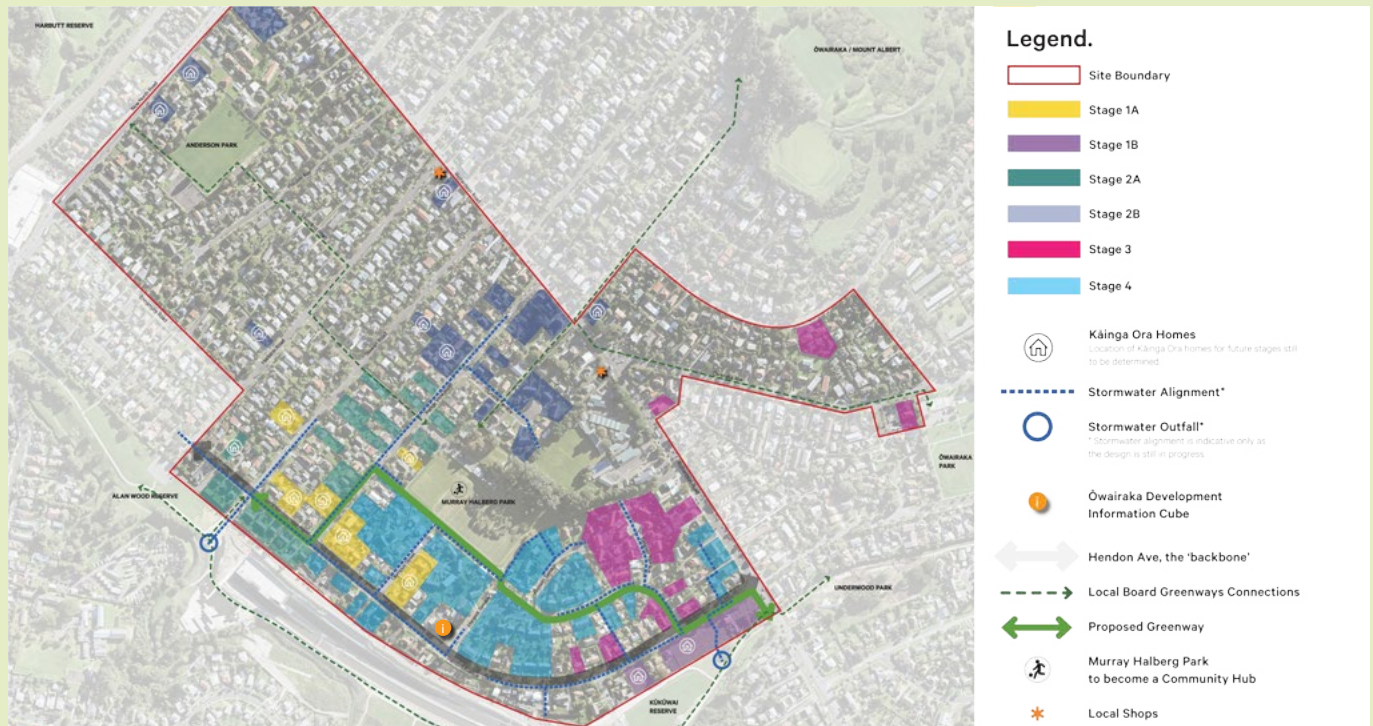 HARBUTT RESERVE
ŌWAIRAKA / MOUNT ALBERT
ANDERSON PARK
ŌWAIRAKA
PARK
ALAN WOOD RESERVE
MURRAY HALBERG PARK
UNDERWOOD PARK
KŪKŪWAI
RESERVE
i
Legend.
Site Boundary
Stage 1A
Stage 1B
Stage 2A
Stage 2B
Stage 3
Stage 4
Kāinga Ora Homes
Location of Kāinga Ora homes for future stages still
to be determined
Stormwater Alignment*
Stormwater Outfall*
* Stormwater alignment is indicative only as
the design is still in progress
i
Ōwairaka Development
Information Cube
Hendon Ave, the ‘backbone’
Local Board Greenways Connections
Proposed Greenway
Murray Halberg Park
to become a Community Hub
Local Shops